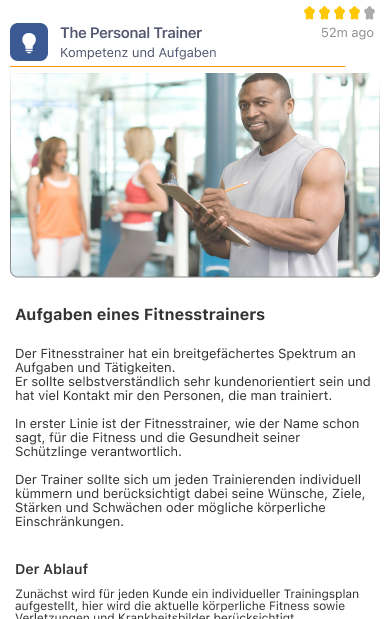 The Personal Trainer
52m ago
Kompetenz und Aufgaben
Aufgaben eines Fitnesstrainers
Der Fitnesstrainer hat ein breitgefächertes Spektrum an
Aufgaben und Tätigkeiten.
Er sollte selbstverständlich sehr kundenorientiert sein und
hat viel Kontakt mir den Personen, die man trainiert.
In erster Linie ist der Fitnesstrainer, wie der Name schon
sagt, für die Fitness und die Gesundheit seiner
Schützlinge verantwortlich.
Der Trainer sollte sich um jeden Trainierenden individuell
kümmern und berücksichtigt dabei seine Wünsche, Ziele,
Stärken und Schwächen oder mögliche körperliche
Einschränkungen.
Der Ablauf
Zunächst wird für jeden Kunde ein individueller Trainingsplan
aufgestellt, hier wird die aktuelle körperliche Fitness sowie
Verletzungen und Krankheitsbilder berücksichtigt.